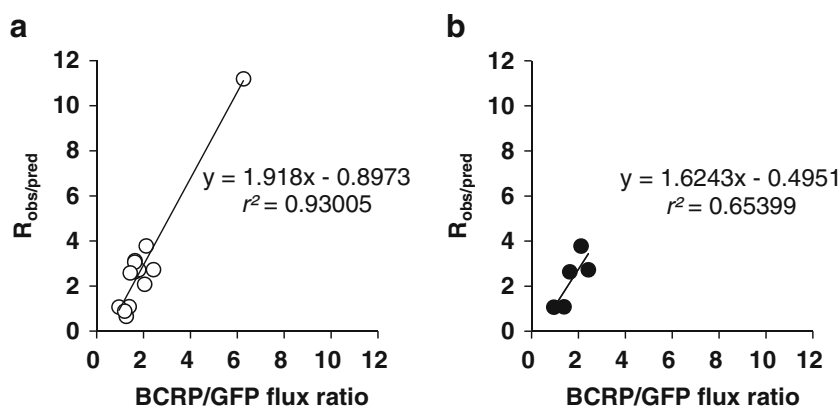 a
12
10
8
6
4
2
0
R_obs/pred
y = 1.918x - 0.8973
r² = 0.93005
0 2 4 6 8 10 12
BCRP/GFP flux ratio
b
12
10
8
6
4
2
0
R_obs/pred
y = 1.6243x - 0.4951
r² = 0.65399
0 2 4 6 8 10 12
BCRP/GFP flux ratio